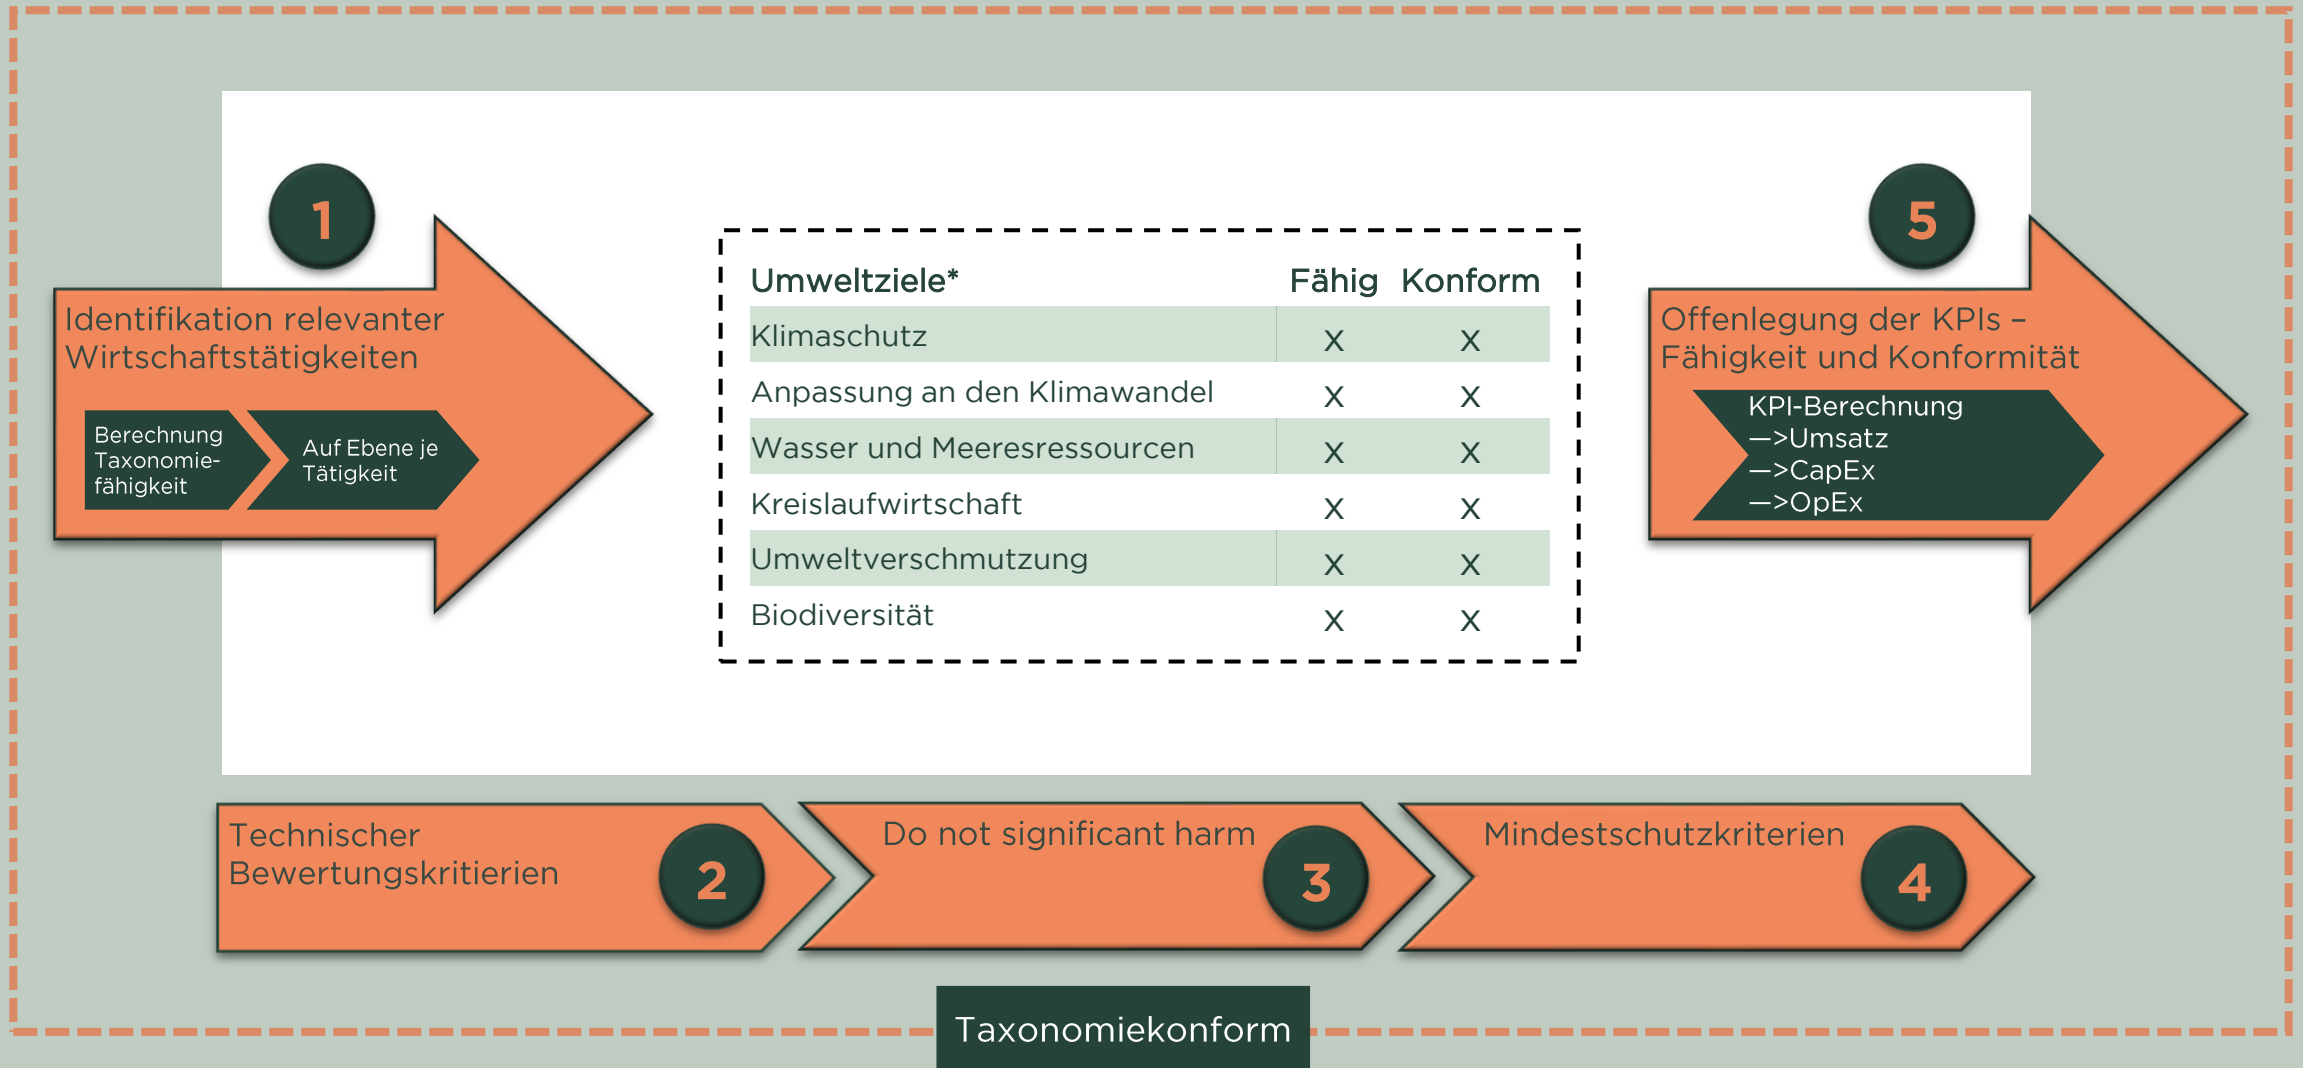 1
Identifikation relevanter
Wirtschaftstätigkeiten
Berechnung
Taxonomie-
fähigkeit
Auf Ebene je
Tätigkeit
Umweltziele* Fähig Konform
Klimaschutz x x
Anpassung an den Klimawandel x x
Wasser und Meeresressourcen x x
Kreislaufwirtschaft x x
Umweltverschmutzung x x
Biodiversität x x
5
Offenlegung der KPIs –
Fähigkeit und Konformität
KPI-Berechnung
—>Umsatz
—>CapEx
—>OpEx
Technischer
Bewertungskritierien
2
Do not significant harm
3
Mindestschutzkriterien
4
Taxonomiekonform